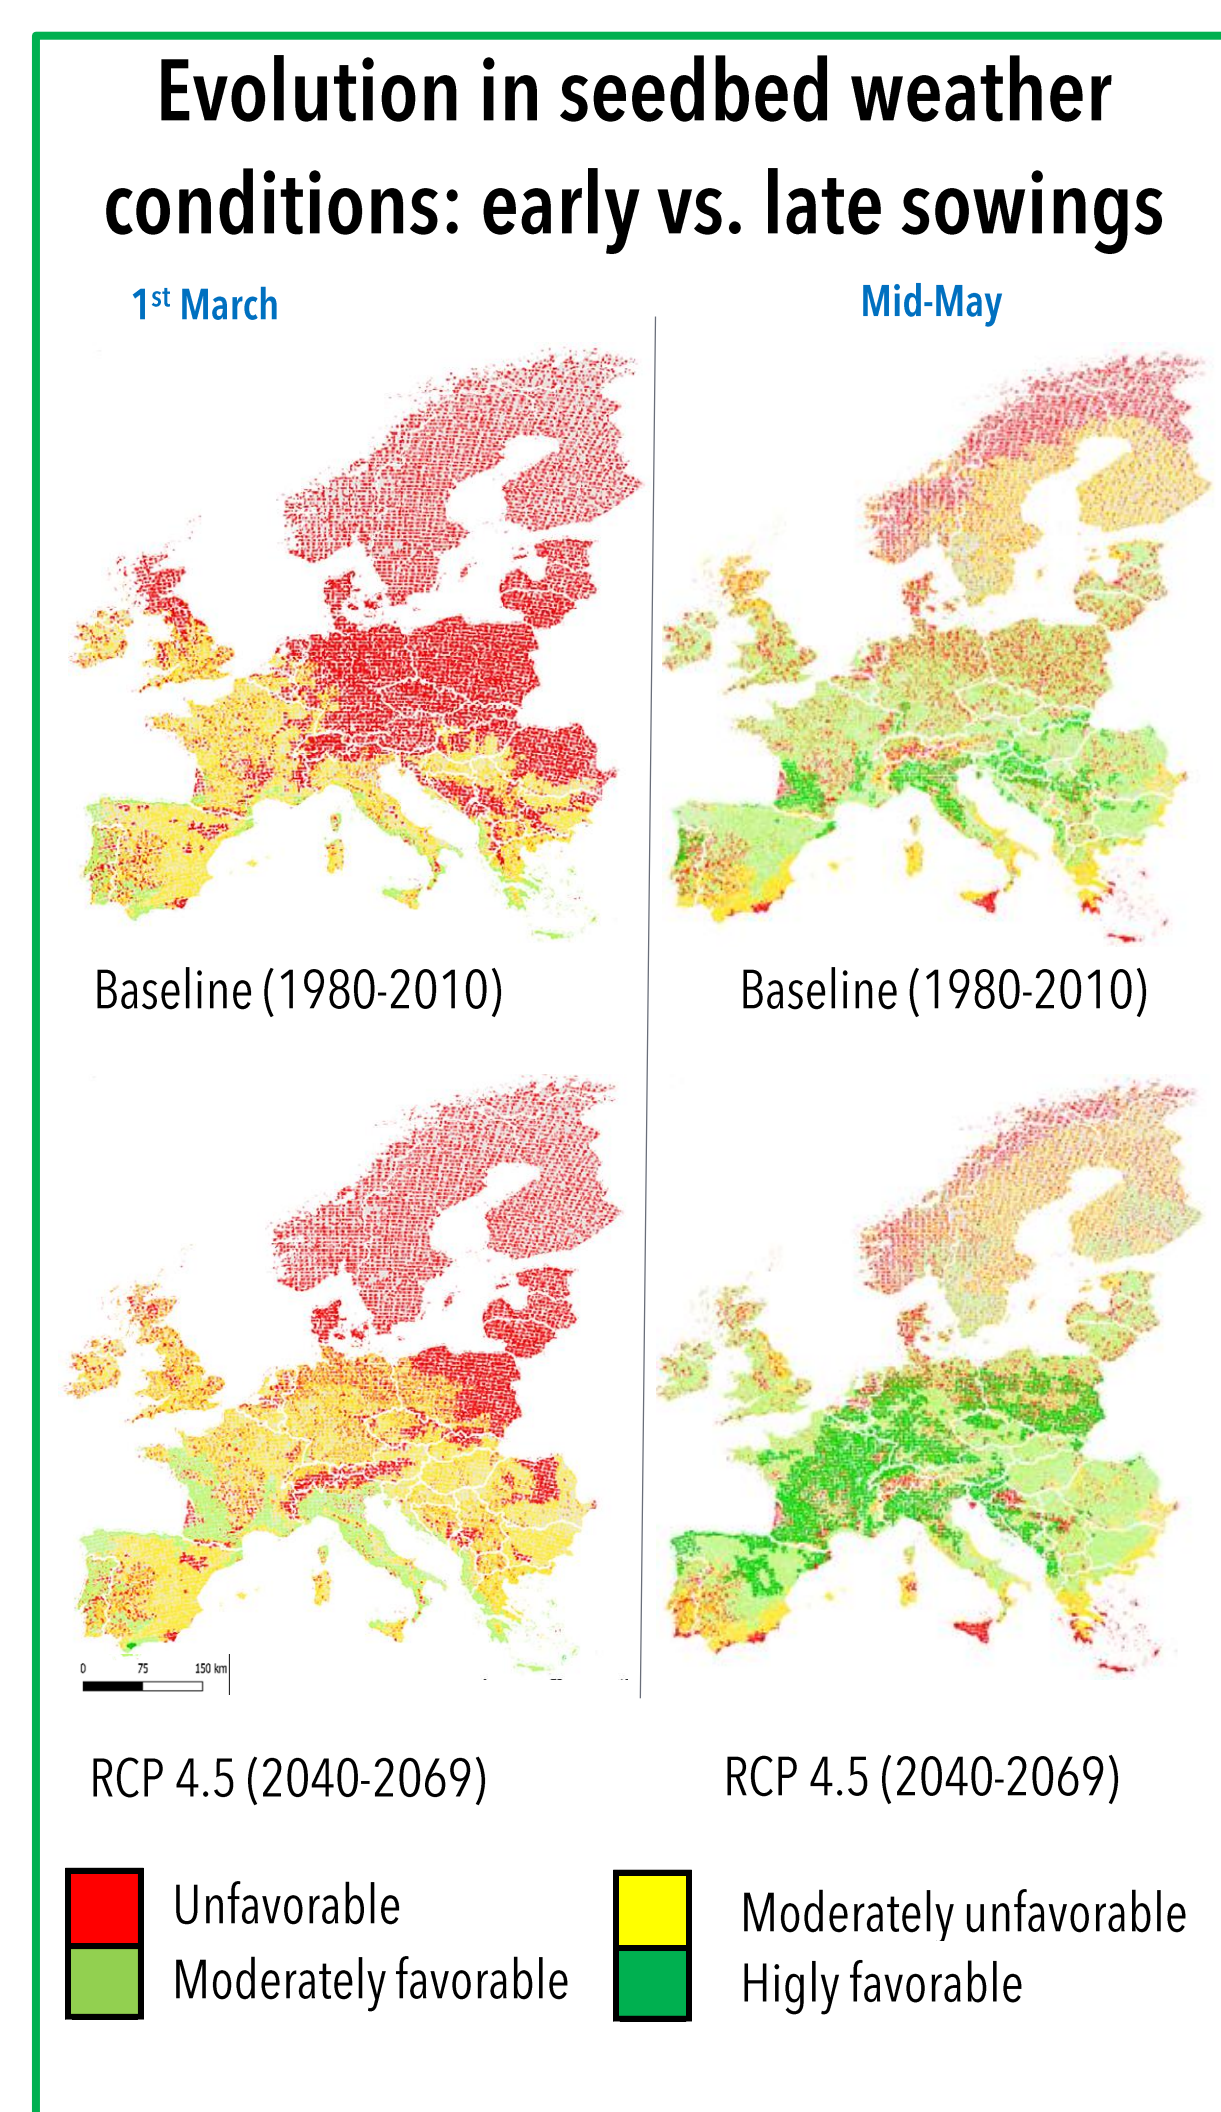 Evolution in seedbed weather
conditions: early vs. late sowings
1st March
Mid-May
Baseline (1980-2010)
Baseline (1980-2010)
0 75 150 km
RCP 4.5 (2040-2069)
RCP 4.5 (2040-2069)
Unfavorable
Moderately unfavorable
Moderately favorable
Higly favorable